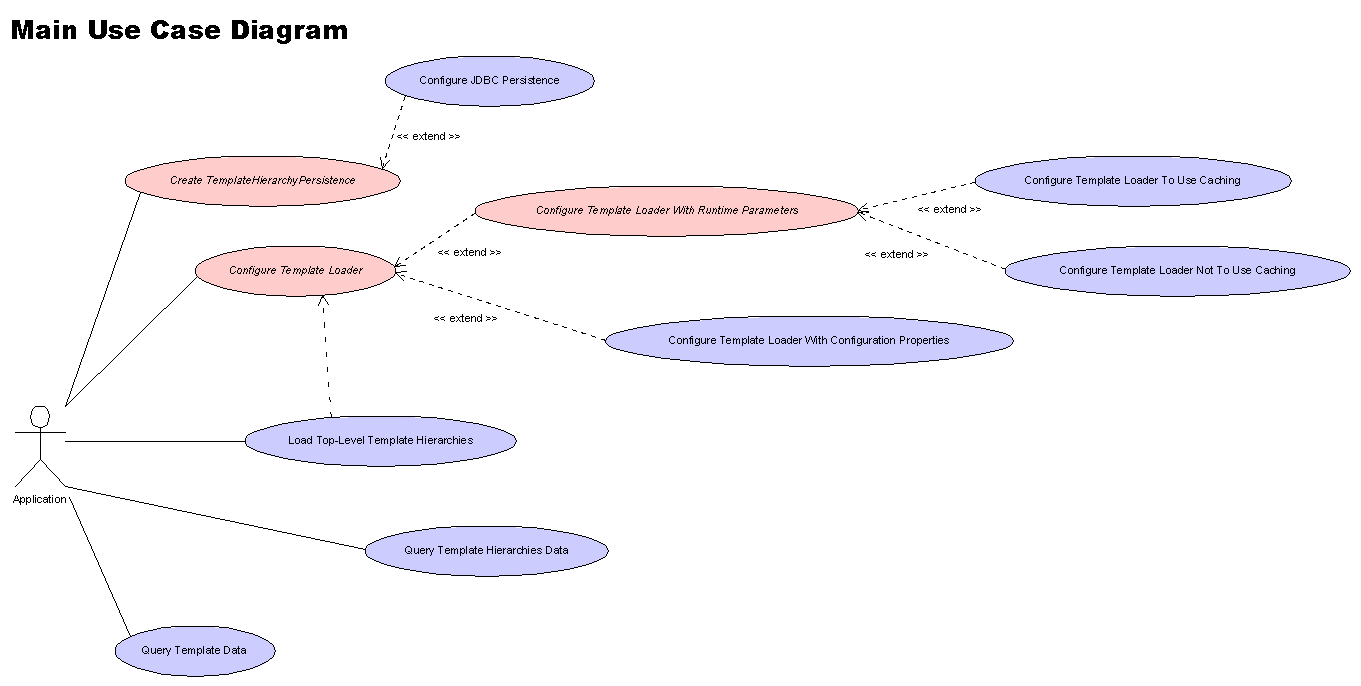 Main Use Case Diagram
Configure JDBC Persistence
<< extend >>
Create TemplateHierarchyPersistence
Configure Template Loader To Use Caching
Configure Template Loader With Runtime Parameters
<< extend >>
<< extend >>
<< extend >>
Configure Template Loader
Configure Template Loader Not To Use Caching
<< extend >>
Configure Template Loader With Configuration Properties
Load Top-Level Template Hierarchies
Application
Query Template Hierarchies Data
Query Template Data